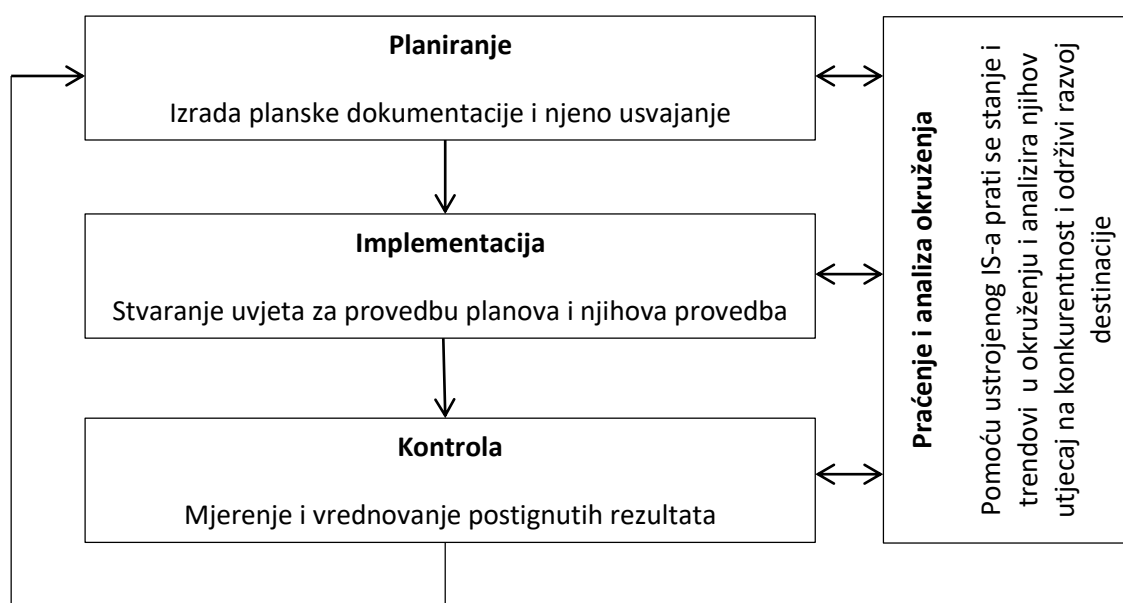 Planiranje
Izrada planske dokumentacije i njeno usvajanje
Implementacija
Stvaranje uvjeta za provedbu planova i njihova provedba
Kontrola
Mjerenje i vrednovanje postignutih rezultata
Praćenje i analiza okruženja
Pomoću ustrojenog IS-a prati se stanje i
trendovi u okruženju i analizira njihov
utjecaj na konkurentnost i održivi razvoj
destinacije